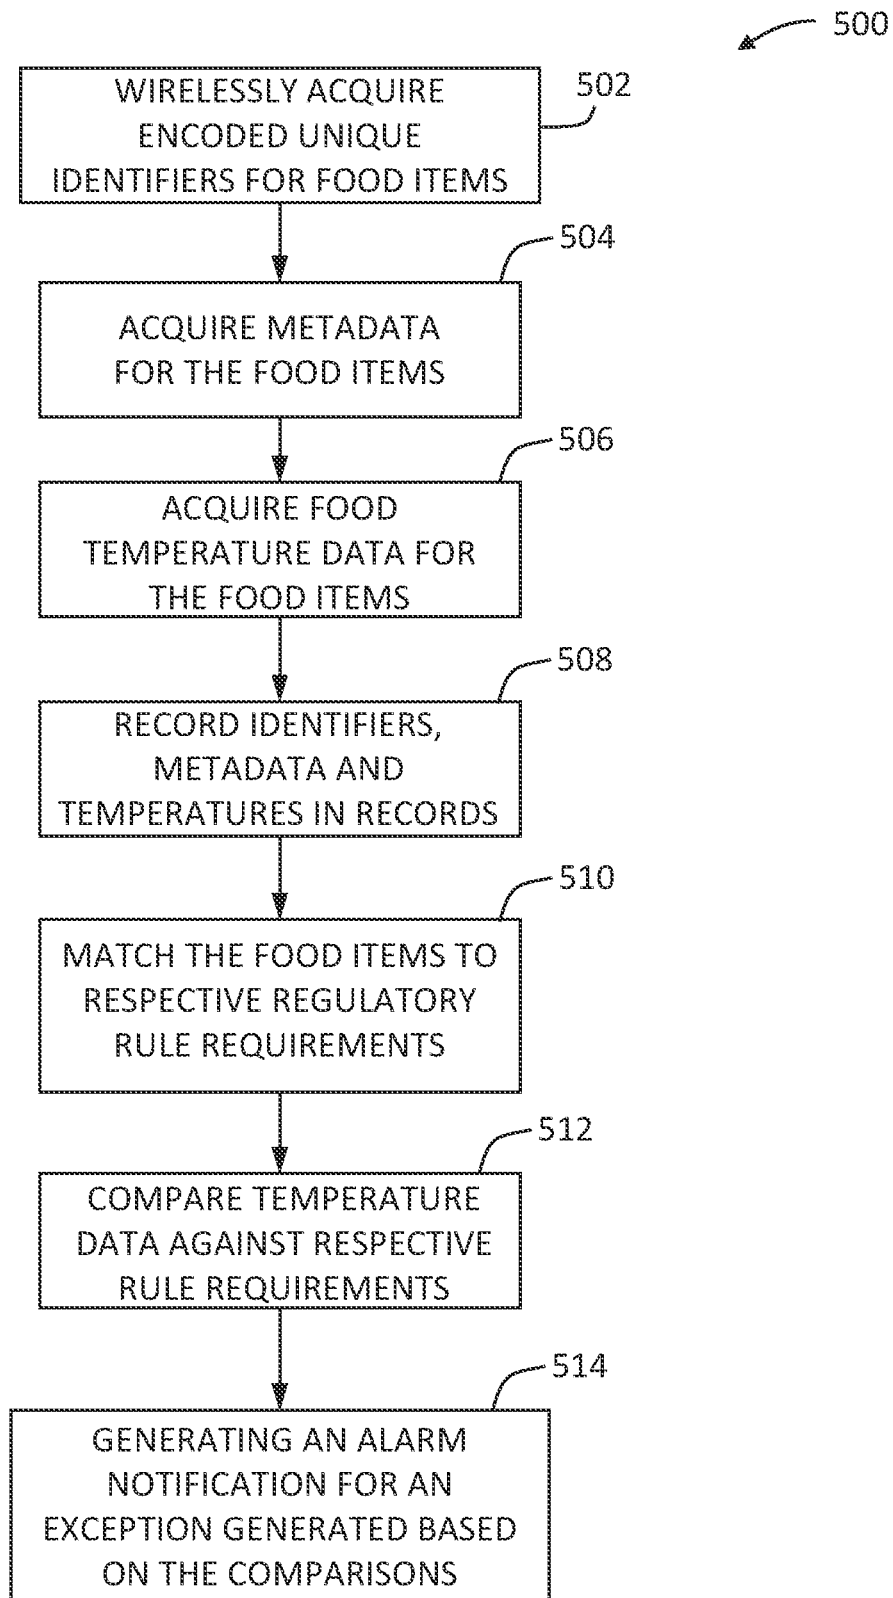 500
WIRELESSLY ACQUIRE
ENCODED UNIQUE
IDENTIFIERS FOR FOOD ITEMS
502
504
ACQUIRE METADATA
FOR THE FOOD ITEMS
506
ACQUIRE FOOD
TEMPERATURE DATA FOR
THE FOOD ITEMS
508
RECORD IDENTIFIERS,
METADATA AND
TEMPERATURES IN RECORDS
510
MATCH THE FOOD ITEMS TO
RESPECTIVE REGULATORY
RULE REQUIREMENTS
512
COMPARE TEMPERATURE
DATA AGAINST RESPECTIVE
RULE REQUIREMENTS
514
GENERATING AN ALARM
NOTIFICATION FOR AN
EXCEPTION GENERATED BASED
ON THE COMPARISONS